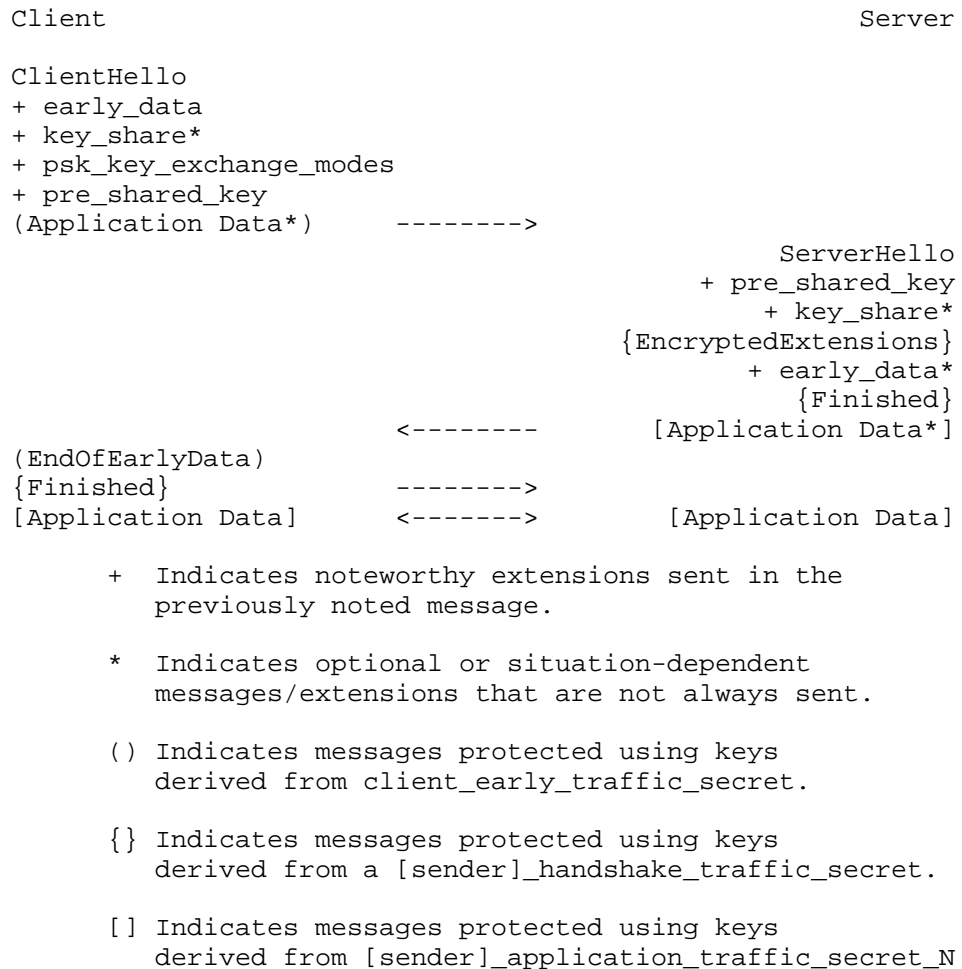 Client                                               Server

ClientHello
+ early_data
+ key_share*
+ psk_key_exchange_modes
+ pre_shared_key
(Application Data*)     -------->
                                                ServerHello
                                           + pre_shared_key
                                               + key_share*
                                      {EncryptedExtensions}
                                              + early_data*
                                                 {Finished}
                        <--------       [Application Data*]
(EndOfEarlyData)
{Finished}              -------->
[Application Data]      <------->        [Application Data]

      +  Indicates noteworthy extensions sent in the
         previously noted message.

      *  Indicates optional or situation-dependent
         messages/extensions that are not always sent.

      () Indicates messages protected using keys
         derived from client_early_traffic_secret.

      {} Indicates messages protected using keys
         derived from a [sender]_handshake_traffic_secret.

      [] Indicates messages protected using keys
         derived from [sender]_application_traffic_secret_N